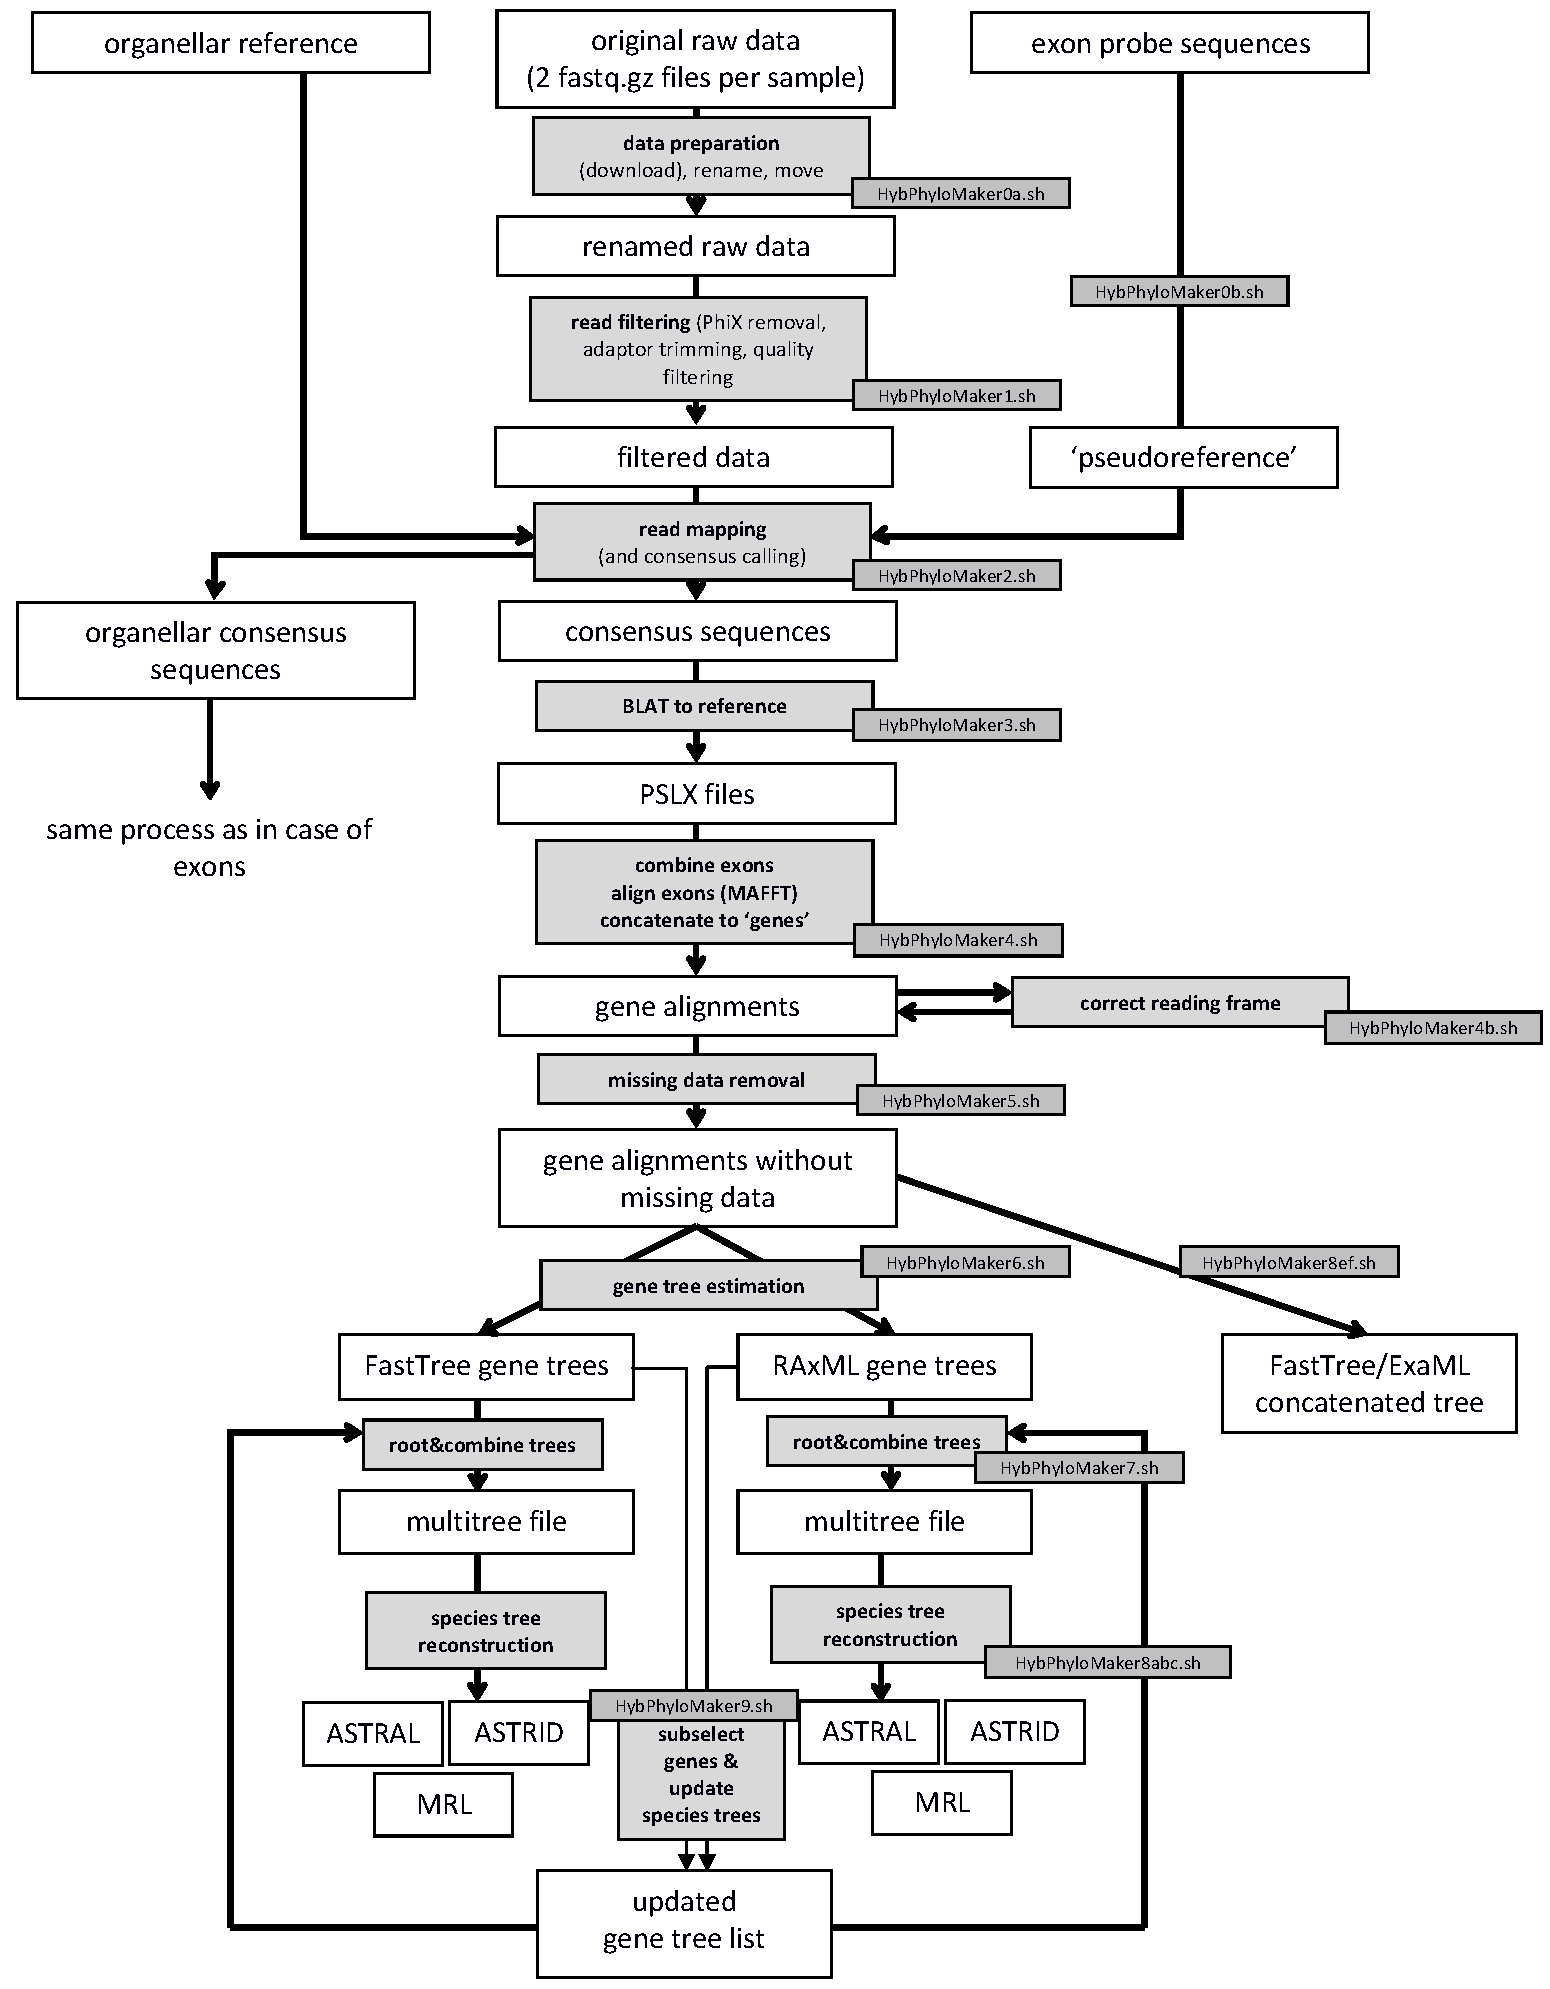 organellar reference
original raw data
(2 fastq.gz files per sample)
exon probe sequences
data preparation
(download), rename, move
HybPhyloMaker0a.sh
renamed raw data
HybPhyloMaker0b.sh
read filtering (PhiX removal,
adaptor trimming, quality
filtering
HybPhyloMaker1.sh
filtered data
‘pseudoreference’
read mapping
(and consensus calling)
HybPhyloMaker2.sh
organellar consensus
sequences
consensus sequences
BLAT to reference
HybPhyloMaker3.sh
PSLX files
same process as in case of
exons
combine exons
align exons (MAFFT)
concatenate to ‘genes’
HybPhyloMaker4.sh
gene alignments
correct reading frame
HybPhyloMaker4b.sh
missing data removal
HybPhyloMaker5.sh
gene alignments without
missing data
HybPhyloMaker6.sh
HybPhyloMaker8ef.sh
gene tree estimation
FastTree gene trees
RAxML gene trees
FastTree/ExaML
concatenated tree
root&combine trees
root&combine trees
HybPhyloMaker7.sh
multitree file
multitree file
species tree
reconstruction
species tree
reconstruction
HybPhyloMaker8abc.sh
ASTRAL
ASTRID
MRL
HybPhyloMaker9.sh
subselect
genes &
update
species trees
ASTRAL
ASTRID
MRL
updated
gene tree list